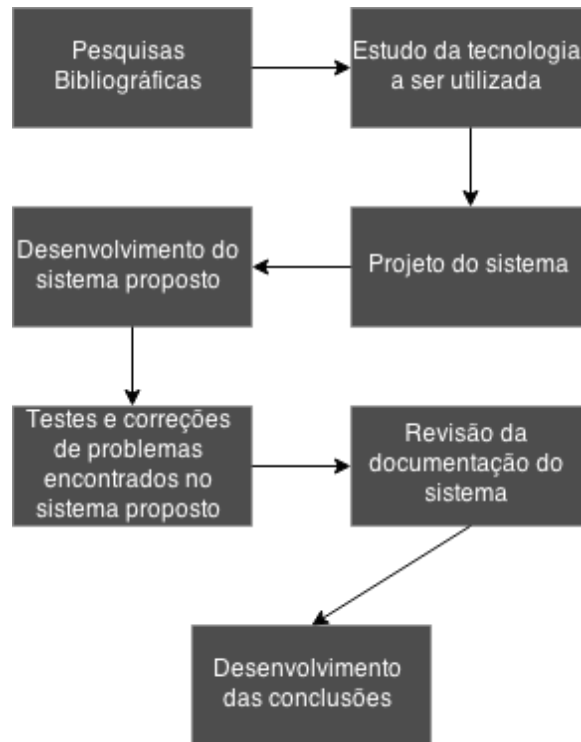 Pesquisas
Bibliográficas
Estudo da tecnologia
a ser utilizada
Projeto do sistema
Desenvolvimento do
sistema proposto
Testes e correções
de problemas
encontrados no
sistema proposto
Revisão da
documentação do
sistema
Desenvolvimento
das conclusões